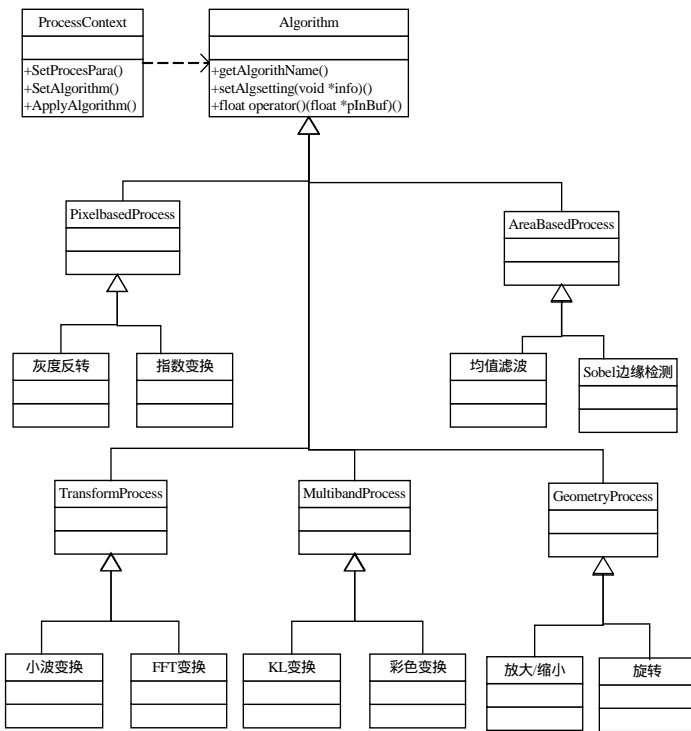 ProcessContext
+SetProcesPara()
+SetAlgorithm()
+ApplyAlgorithm()
Algorithm
+getAlgorithName()
+setAlgsetting(void *info)()
+float operator()(float *pInBuf)()
PixelbasedProcess
AreaBasedProcess
灰度反转
指数变换
均值滤波
Sobel边缘检测
TransformProcess
MultibandProcess
GeometryProcess
小波变换
FFT变换
KL变换
彩色变换
放大/缩小
旋转